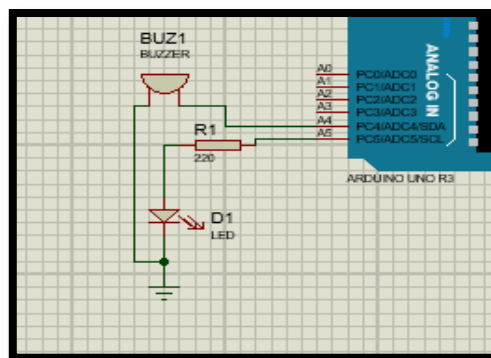 BUZ1
BUZZER
A0
A1
A2
A3
A4
A5
PC0/ADC0
PC1/ADC1
PC2/ADC2
PC3/ADC3
PC4/ADC4/SDA
PC5/ADC5/SCL
ANALOG IN
R1
220
ARDUINO UNO R3
D1
LED